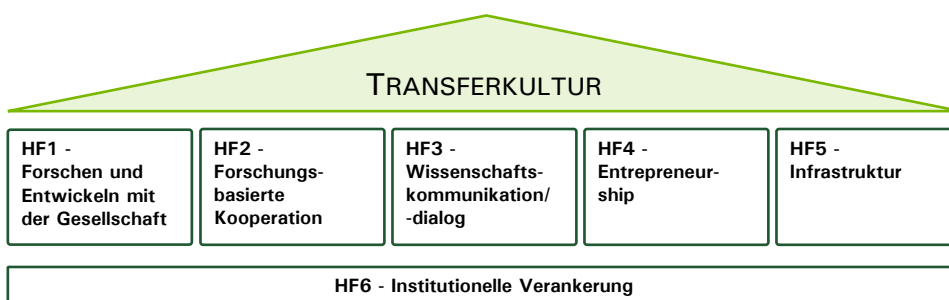 TRANSFERKULTUR
HF1 -
Forschen und
Entwickeln mit
der Gesellschaft
HF2 -
Forschungs-
basierte
Kooperation
HF3 -
Wissenschafts-
kommunikation/
-dialog
HF4 -
Entrepreneur-
ship
HF5 -
Infrastruktur
HF6 - Institutionelle Verankerung